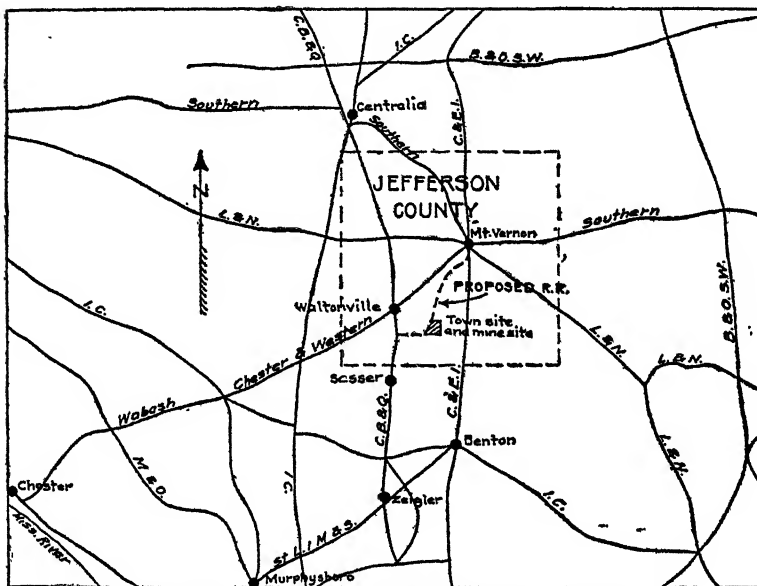 C.B.&Q.
I.C.
B.&O.S.W.
Southern
Centralia
Southern
C.&E.I.
JEFFERSON
COUNTY
L.&N.
Mt. Vernon
Southern
B.&O.S.W.
I.C.
PROPOSED R.R.
Waltonville
Town site
and mine site
L.&N.
L.&N.
Chester & Western
Wabash
Sesser
C.B.&Q.
C.&E.I.
Benton
L.&N.
M.&O.
I.C.
I.C.
Chester
Zeigler
Miss. River
St. L. I M & S.
Murphysboro